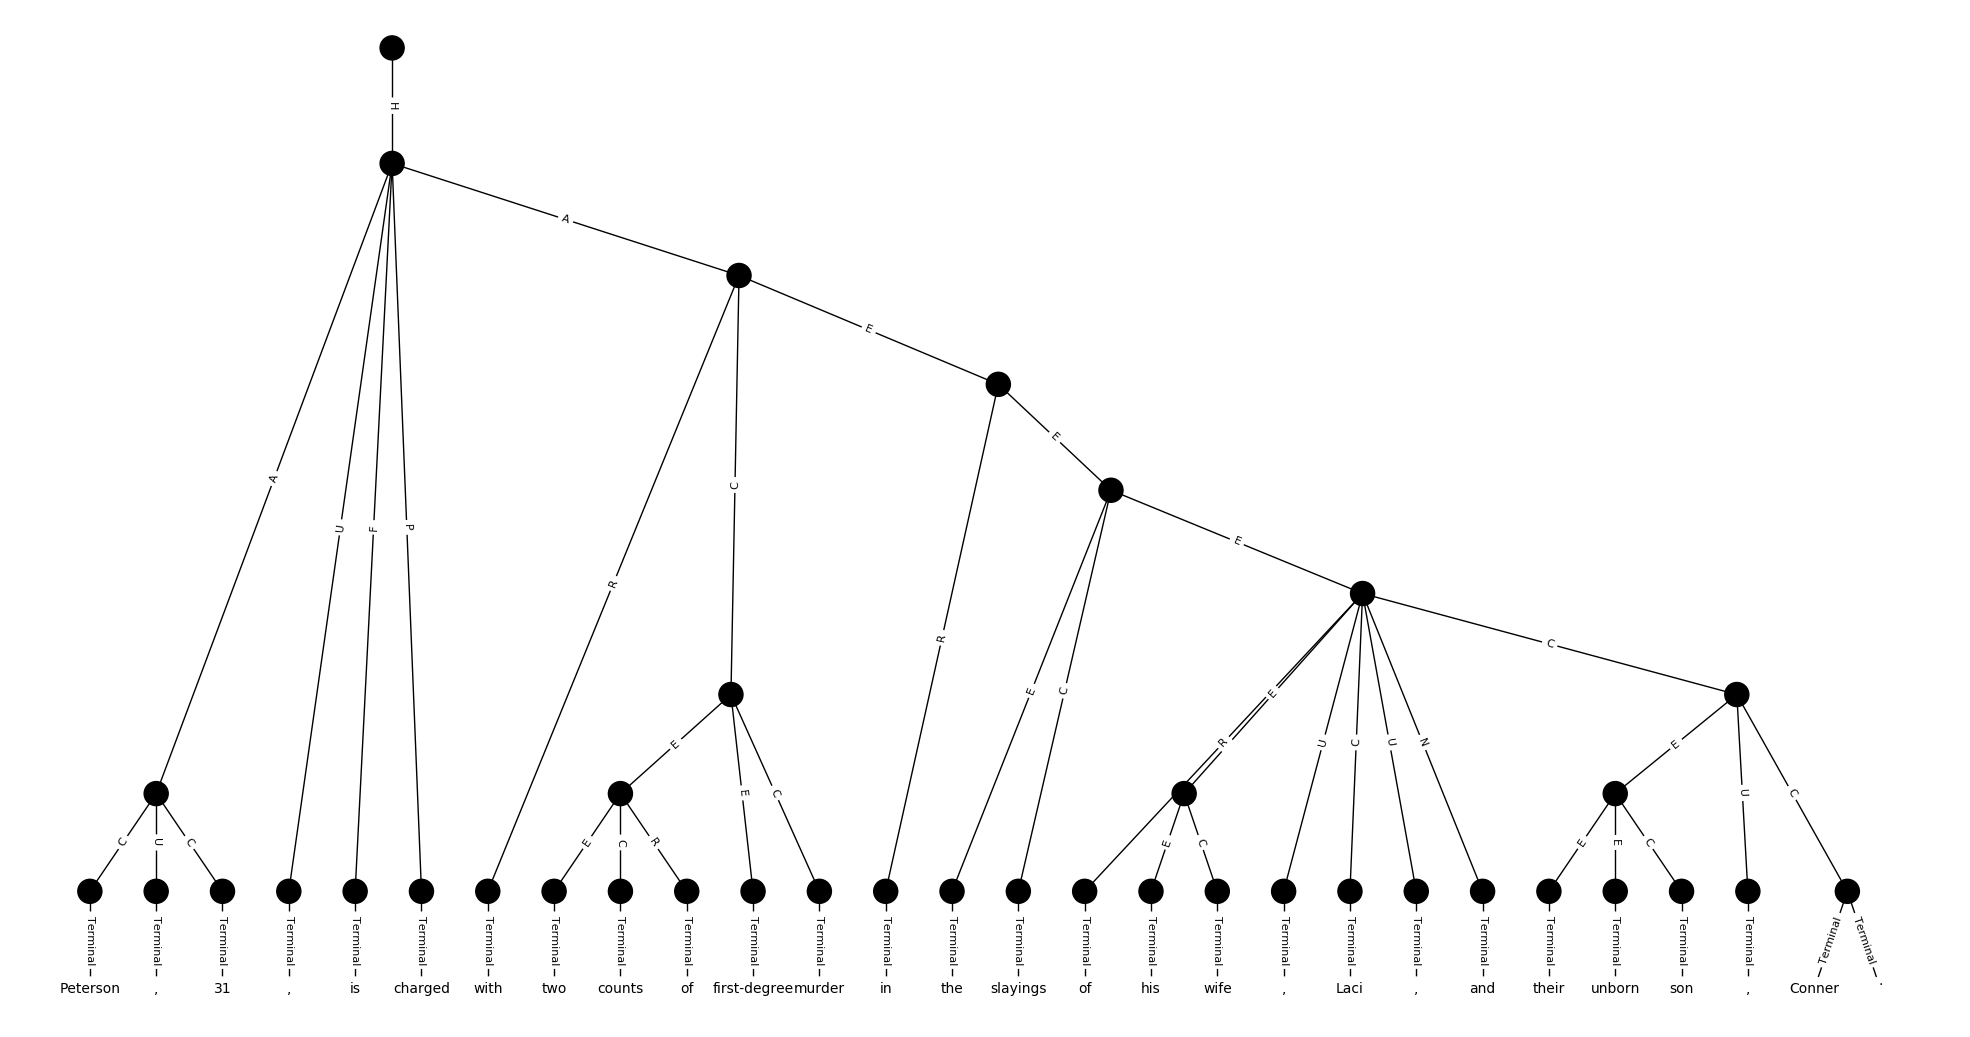 H
A
E
E
E
A
U
F
P
R
C
R
E
C
R
E
U
C
U
N
C
E
E
U
C
E
C
C
U
C
E
C
R
E
C
E
E
C
Terminal Terminal Terminal Terminal Terminal Terminal Terminal Terminal Terminal Terminal Terminal Terminal Terminal Terminal Terminal Terminal Terminal Terminal Terminal Terminal Terminal Terminal Terminal Terminal Terminal Terminal Terminal Terminal
Peterson , 31 , is charged with two counts of first-degree murder in the slayings of his wife , Laci , and their unborn son , Conner .